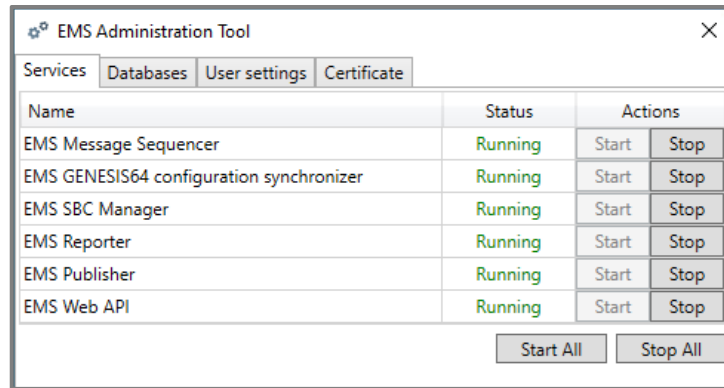 EMS Administration Tool
Services Databases User settings Certificate
Name Status Actions
EMS Message Sequencer Running Start Stop
EMS GENESIS64 configuration synchronizer Running Start Stop
EMS SBC Manager Running Start Stop
EMS Reporter Running Start Stop
EMS Publisher Running Start Stop
EMS Web API Running Start Stop
Start All Stop All